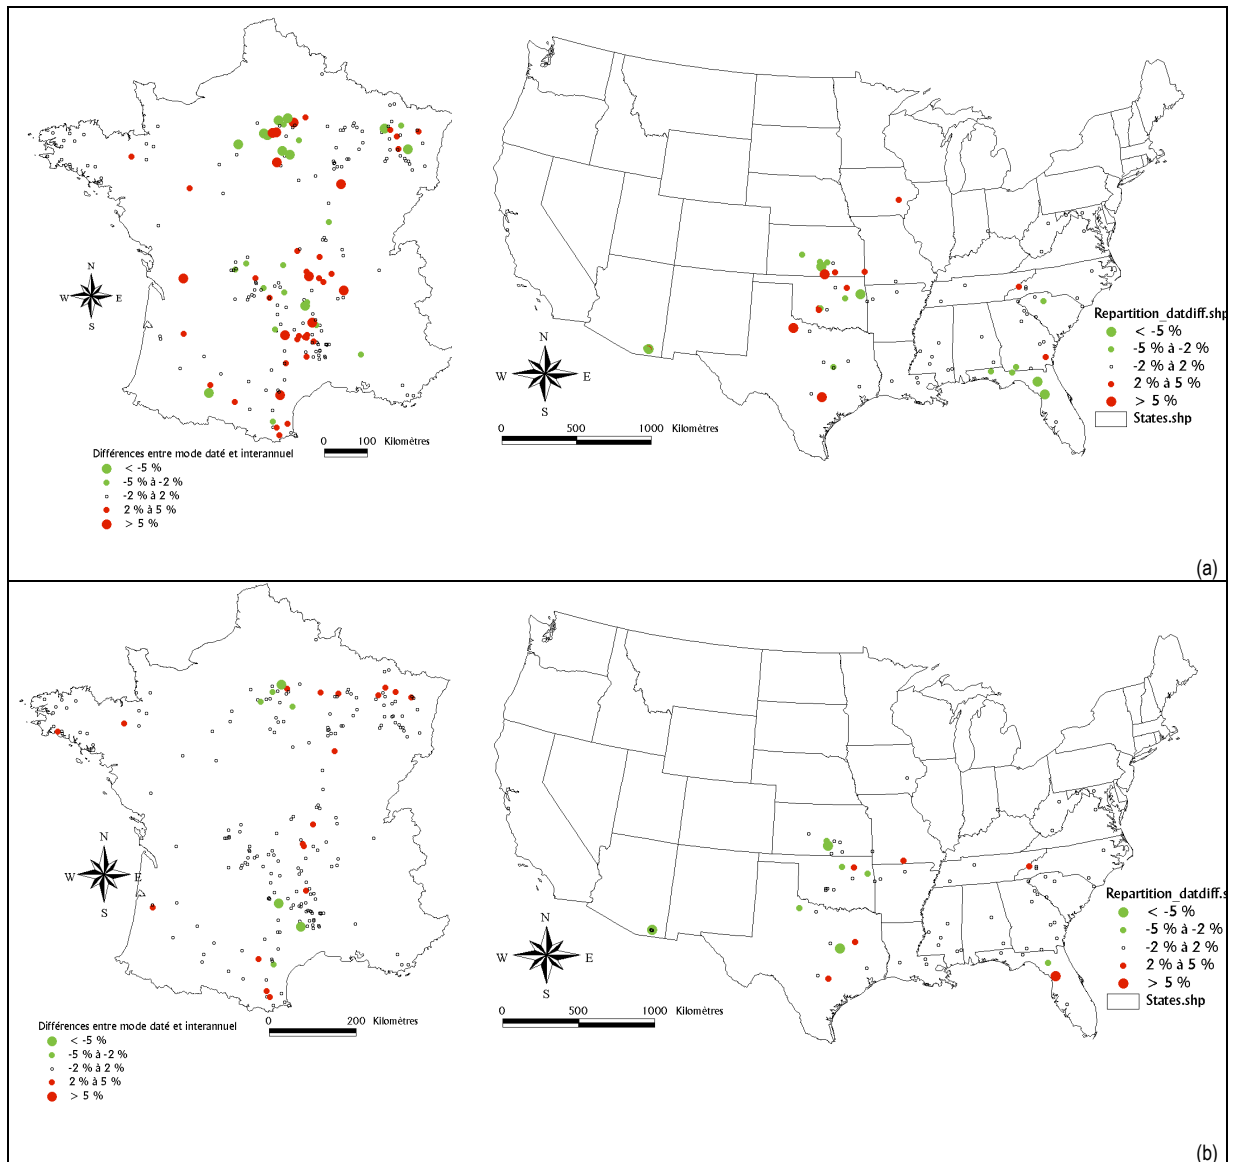 N
W E
S
0 100 Kilomètres
Différences entre mode daté et interannuel
< -5 %
-5 % à -2 %
-2 % à 2 %
2 % à 5 %
> 5 %
N
W E
S
0 500 1000 Kilomètres
Repartition_datdiff.shp
< -5 %
-5 % à -2 %
-2 % à 2 %
2 % à 5 %
> 5 %
States.shp
(a)
N
W E
S
0 200 Kilomètres
Différences entre mode daté et interannuel
< -5 %
-5 % à -2 %
-2 % à 2 %
2 % à 5 %
> 5 %
N
W E
S
0 500 1000 Kilomètres
Repartition_datdiff.s
< -5 %
-5 % à -2 %
-2 % à 2 %
2 % à 5 %
> 5 %
States.shp
(b)